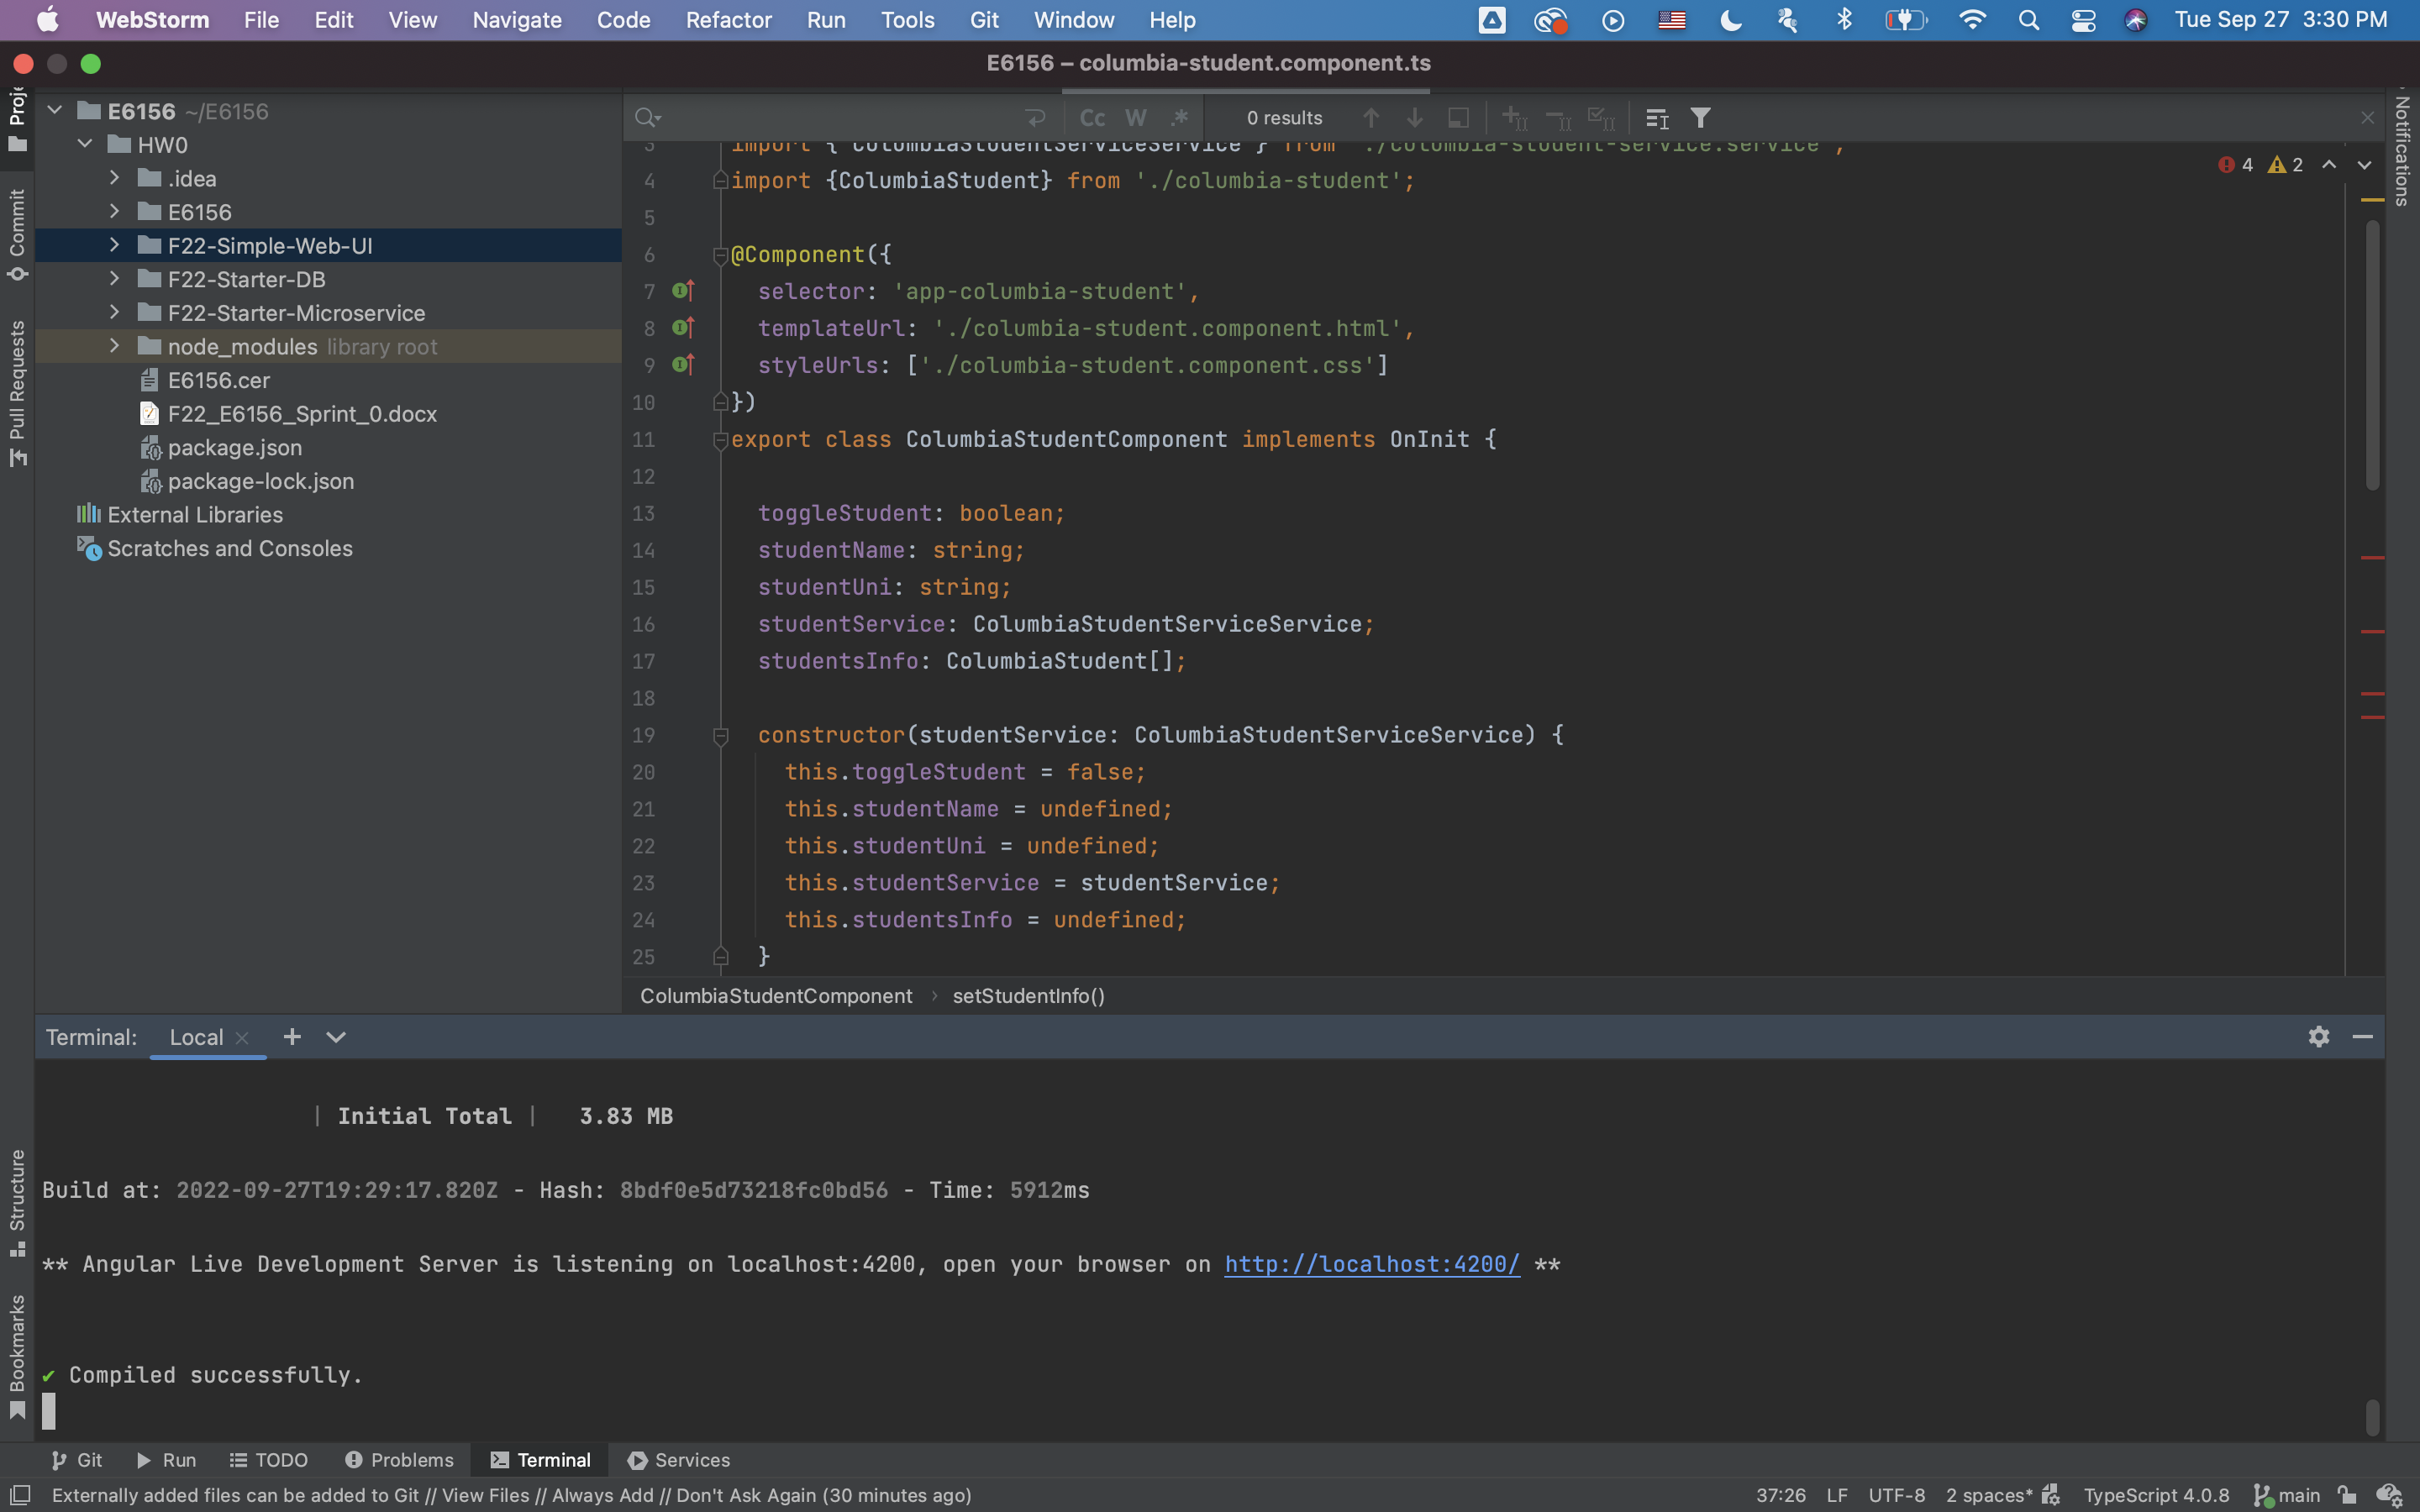 WebStorm File Edit View Navigate Code Refactor Run Tools Git Window Help Tue Sep 27 3:30 PM
E6156 – columbia-student.component.ts
E6156 ~/E6156
HW0
.idea
E6156
F22-Simple-Web-UI
F22-Starter-DB
F22-Starter-Microservice
node_modules library root
E6156.cer
F22_E6156_Sprint_0.docx
package.json
package-lock.json
External Libraries
Scratches and Consoles
Commit
Pull Requests
Structure
Bookmarks
Notifications
Cc W .* 0 results
4 2
3 import { ColumbiaStudentServiceService } from './columbia-student-service.service';
4 import {ColumbiaStudent} from './columbia-student';
5
6 @Component({
7 selector: 'app-columbia-student',
8 templateUrl: './columbia-student.component.html',
9 styleUrls: ['./columbia-student.component.css']
10 })
11 export class ColumbiaStudentComponent implements OnInit {
12
13 toggleStudent: boolean;
14 studentName: string;
15 studentUni: string;
16 studentService: ColumbiaStudentServiceService;
17 studentsInfo: ColumbiaStudent[];
18
19 constructor(studentService: ColumbiaStudentServiceService) {
20 this.toggleStudent = false;
21 this.studentName = undefined;
22 this.studentUni = undefined;
23 this.studentService = studentService;
24 this.studentsInfo = undefined;
25 }
ColumbiaStudentComponent › setStudentInfo()
Terminal: Local
| Initial Total | 3.83 MB
Build at: 2022-09-27T19:29:17.820Z - Hash: 8bdf0e5d73218fc0bd56 - Time: 5912ms
** Angular Live Development Server is listening on localhost:4200, open your browser on http://localhost:4200/ **
✔ Compiled successfully.
Git Run TODO Problems Terminal Services
Externally added files can be added to Git // View Files // Always Add // Don't Ask Again (30 minutes ago) 37:26 LF UTF-8 2 spaces* TypeScript 4.0.8 main